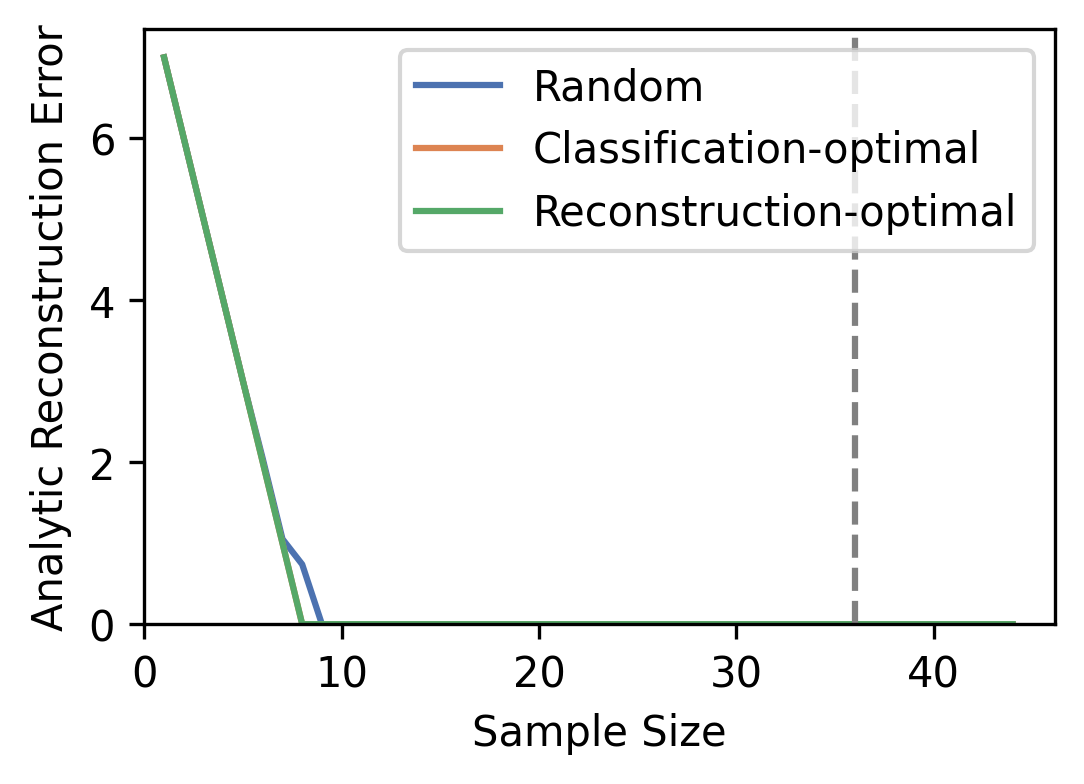 Analytic Reconstruction Error
6
4
2
0
Random
Classification-optimal
Reconstruction-optimal
0 10 20 30 40
Sample Size